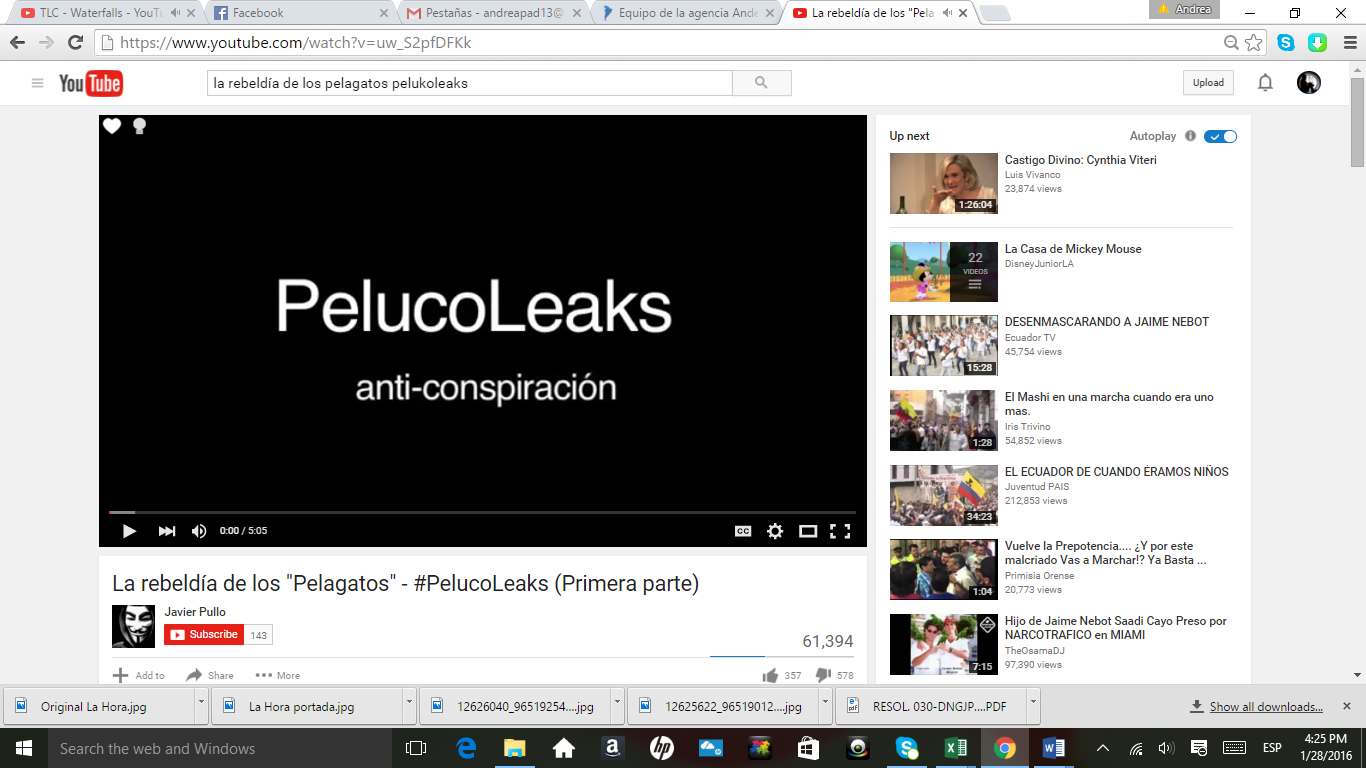 TLC - Waterfalls - YouTu
Facebook
Pestañas - andreapad13@
Equipo de la agencia Ande
La rebeldía de los "Pela
Andrea
https://www.youtube.com/watch?v=uw_S2pfDFKk
YouTube
la rebeldía de los pelagatos pelukoleaks
Upload
PelucoLeaks
anti-conspiración
0:00 / 5:05
CC
La rebeldía de los "Pelagatos" - #PelucoLeaks (Primera parte)
Javier Pullo
Subscribe 143
61,394
Add to
Share
More
357
578
Up next
Autoplay
Castigo Divino: Cynthia Viteri
Luis Vivanco
23,874 views
1:26:04
La Casa de Mickey Mouse
DisneyJuniorLA
22
VIDEOS
DESENMASCARANDO A JAIME NEBOT
Ecuador TV
45,754 views
15:28
El Mashi en una marcha cuando era uno
mas.
Iris Trivino
54,852 views
1:28
EL ECUADOR DE CUANDO ÉRAMOS NIÑOS
Juventud PAIS
212,853 views
34:23
Vuelve la Prepotencia.... ¿Y por este
malcriado Vas a Marchar!? Ya Basta ...
Primisia Orense
20,773 views
1:04
Hijo de Jaime Nebot Saadi Cayo Preso por
NARCOTRAFICO en MIAMI
TheOsamaDJ
97,390 views
7:15
Original La Hora.jpg
La Hora portada.jpg
12626040_96519254....jpg
12625622_96519012....jpg
RESOL. 030-DNGJP....PDF
Show all downloads...
Search the web and Windows
ESP
4:25 PM
1/28/2016